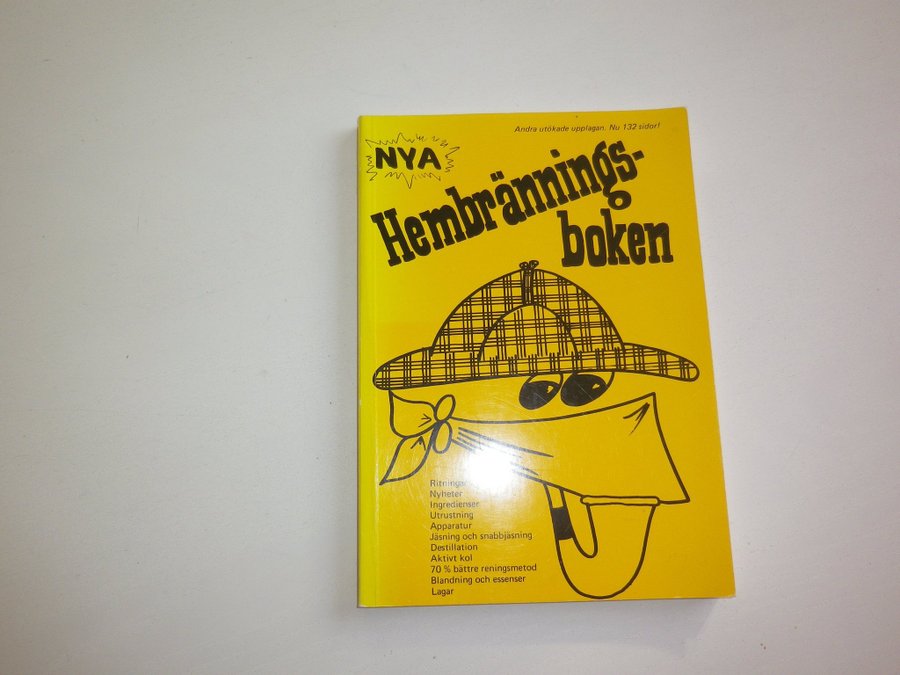 Andra utökade upplagan. Nu 132 sidor!
NYA
Hembrännings-
boken
Ritningar
Nyheter
Ingredienser
Utrustning
Apparatur
Jäsning och snabbjäsning
Destillation
Aktivt kol
70 % bättre reningsmetod
Blandning och essenser
Lagar